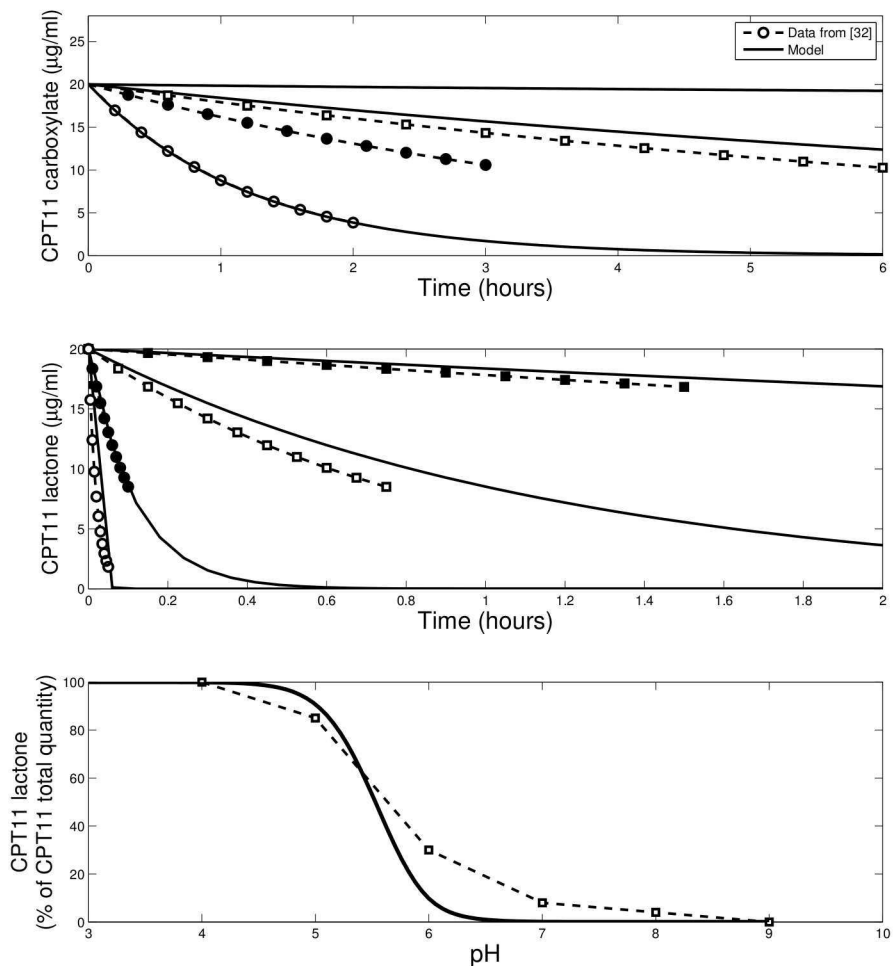 CPT11 carboxylate (μg/ml)
25
20
15
10
5
0
Data from [32]
Model
0 1 2 3 4 5 6
Time (hours)
CPT11 lactone (μg/ml)
20
15
10
5
0
0 0.2 0.4 0.6 0.8 1 1.2 1.4 1.6 1.8 2
Time (hours)
CPT11 lactone
(% of CPT11 total quantity)
100
80
60
40
20
0
3 4 5 6 7 8 9 10
pH